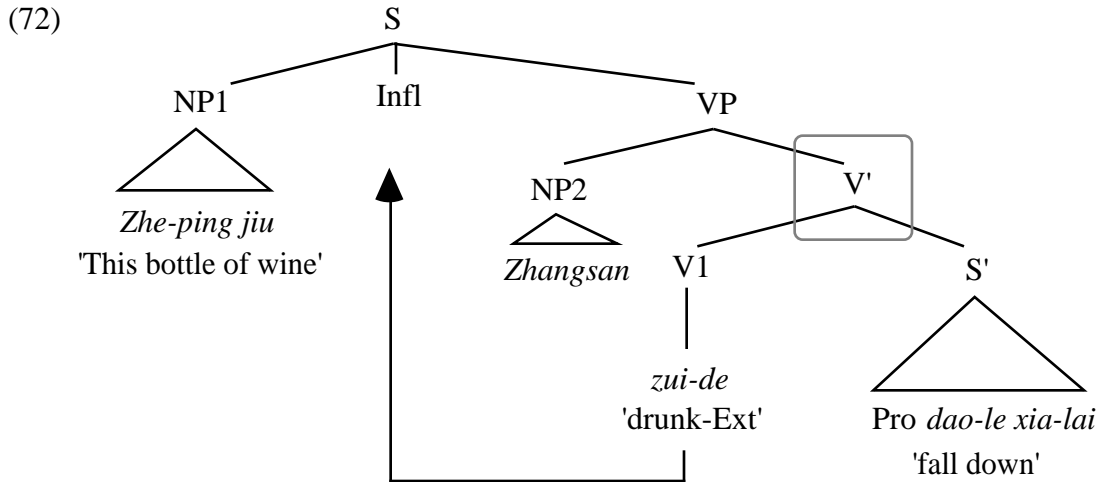 (72)
S
NP1 Infl VP
NP2 V'
Zhe-ping jiu
'This bottle of wine'
Zhangsan
V1 S'
zui-de
'drunk-Ext'
Pro dao-le xia-lai
'fall down'